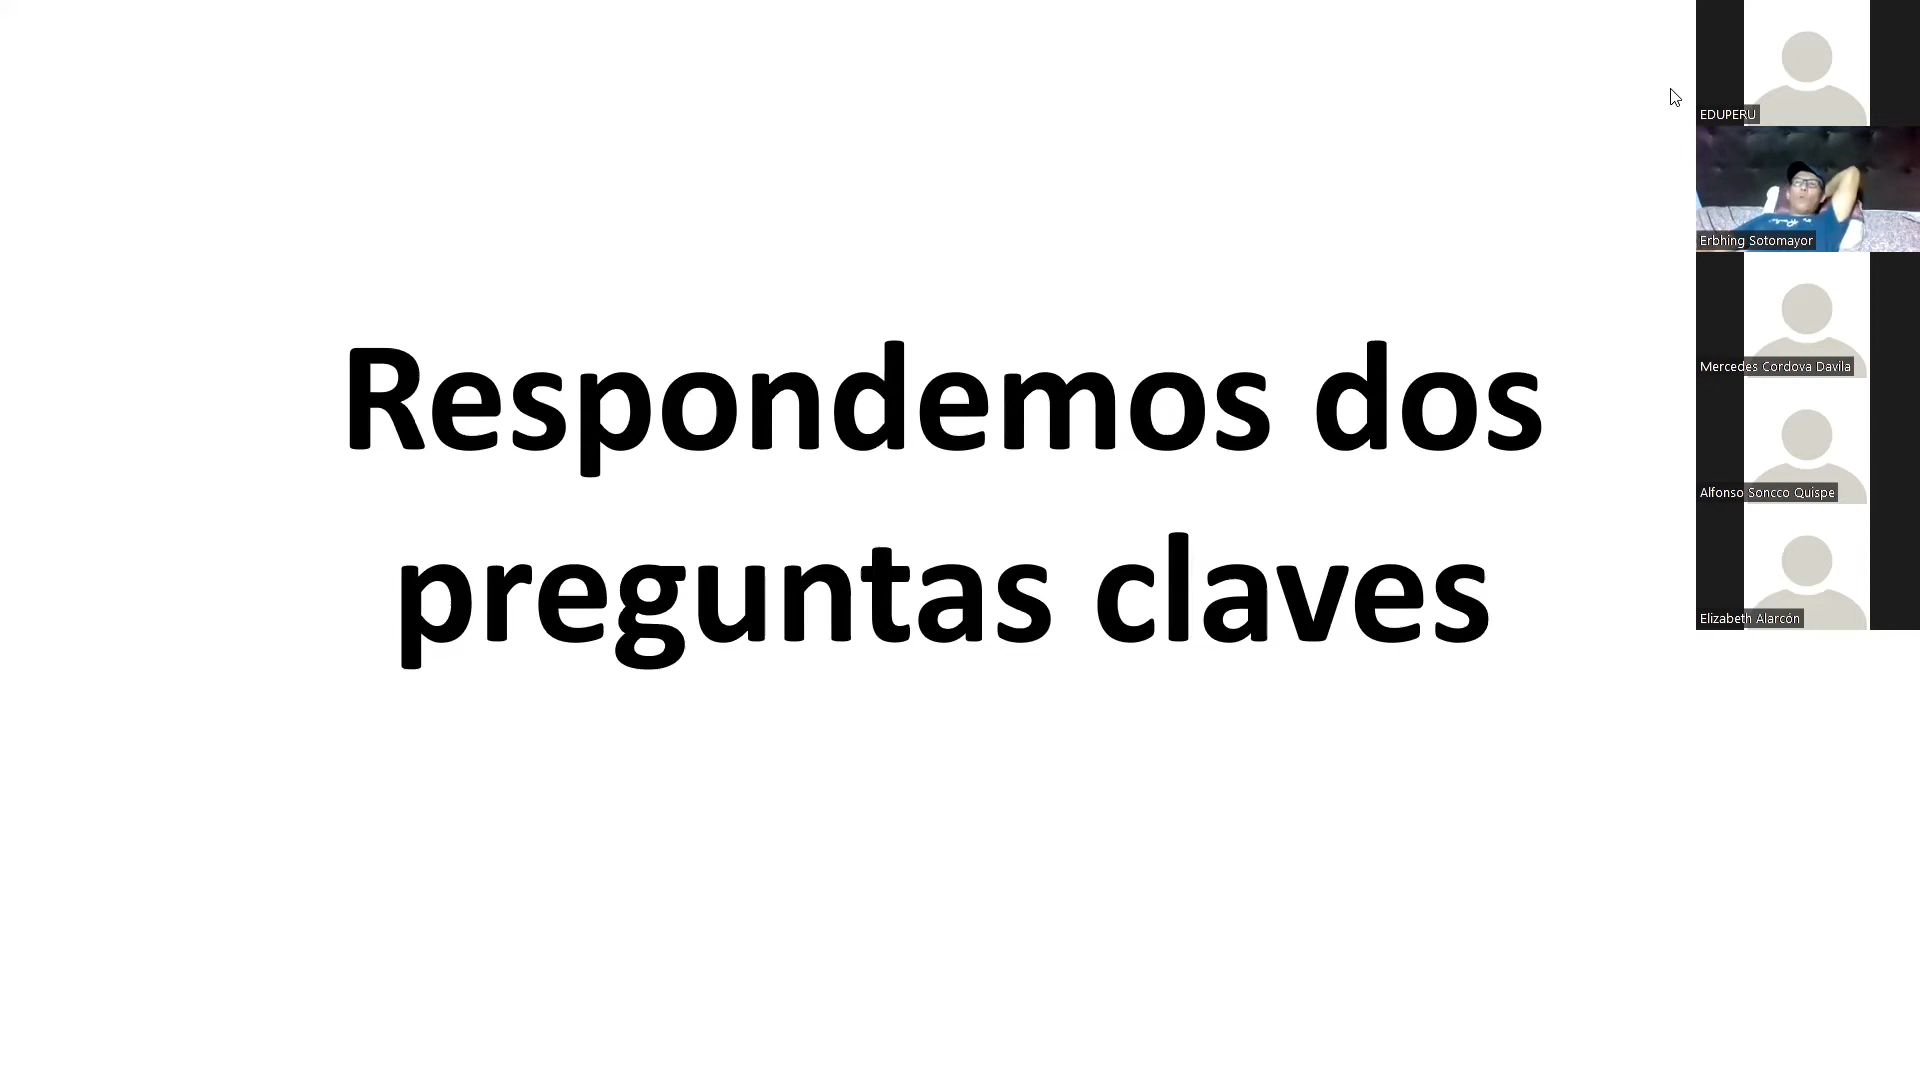 Respondemos dos
preguntas claves
EDUPERU
Erbhing Sotomayor
Mercedes Cordova Davila
Alfonso Soncco Quispe
Elizabeth Alarcón